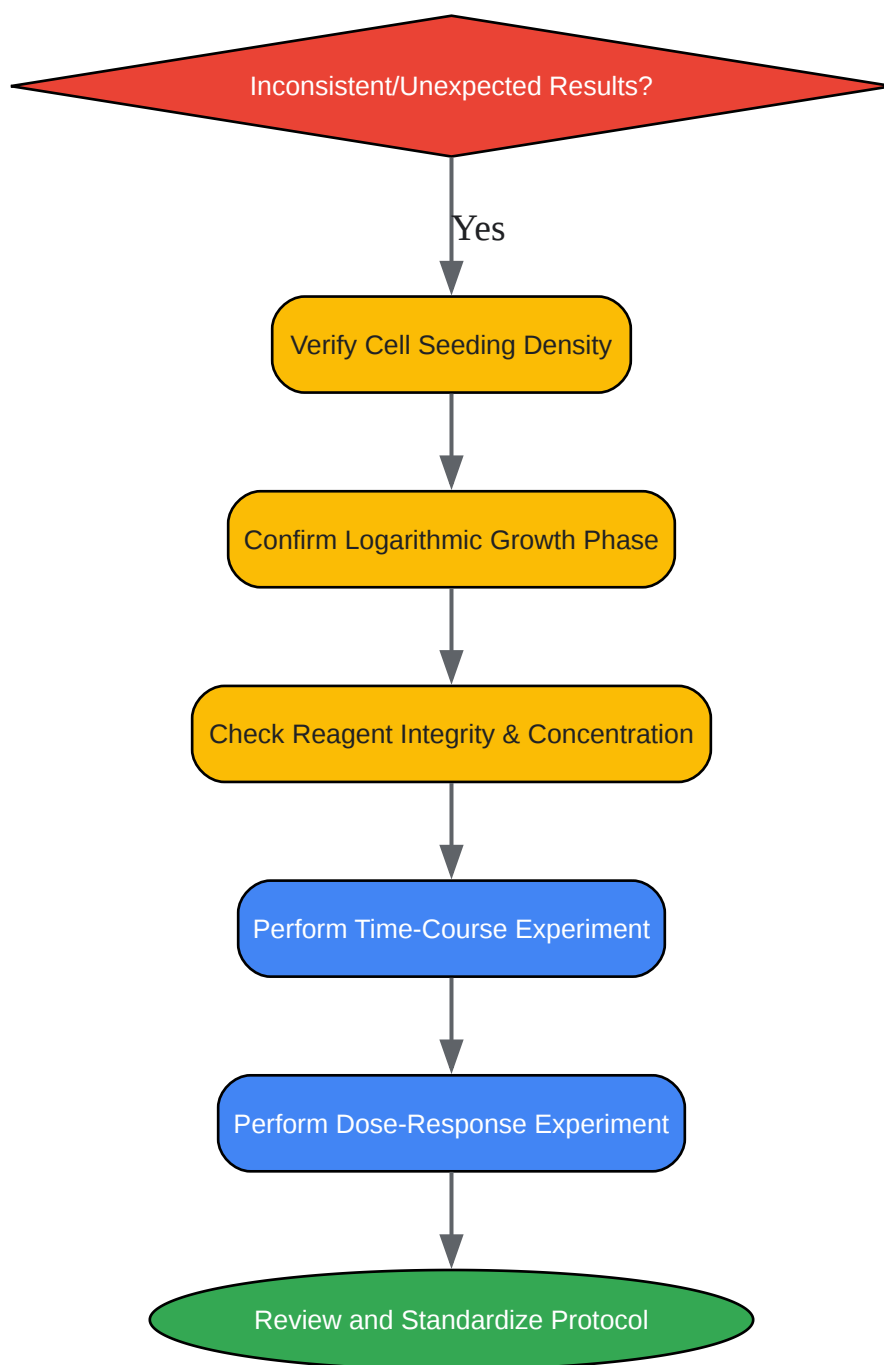 Inconsistent/Unexpected Results?
Yes
Verify Cell Seeding Density
Confirm Logarithmic Growth Phase
Check Reagent Integrity & Concentration
Perform Time-Course Experiment
Perform Dose-Response Experiment
Review and Standardize Protocol